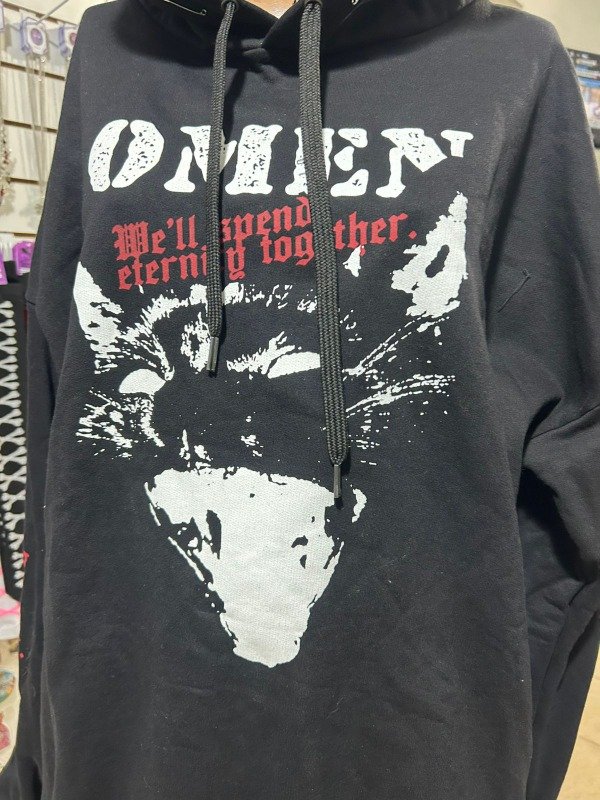 OMEN
We'll spend
eternity together.